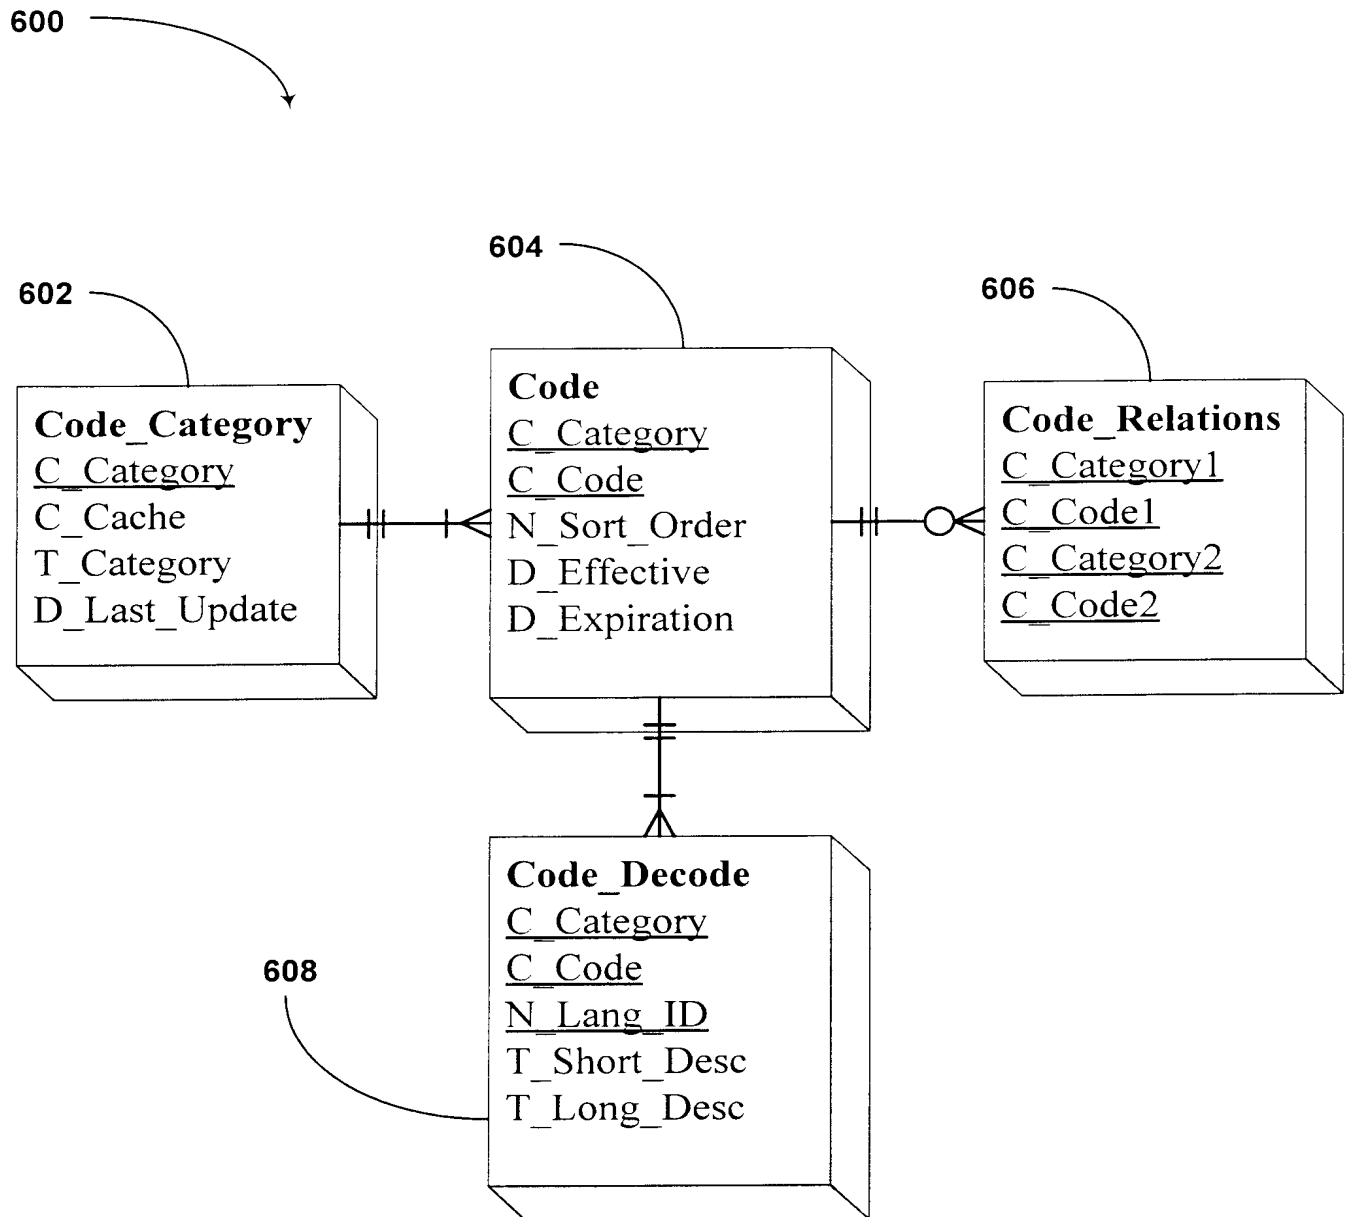 600
604
602
606
Code_Category
C_Category
C_Cache
T_Category
D_Last_Update
Code
C_Category
C_Code
N_Sort_Order
D_Effective
D_Expiration
Code_Relations
C_Category1
C_Code1
C_Category2
C_Code2
608
Code_Decode
C_Category
C_Code
N_Lang_ID
T_Short_Desc
T_Long_Desc